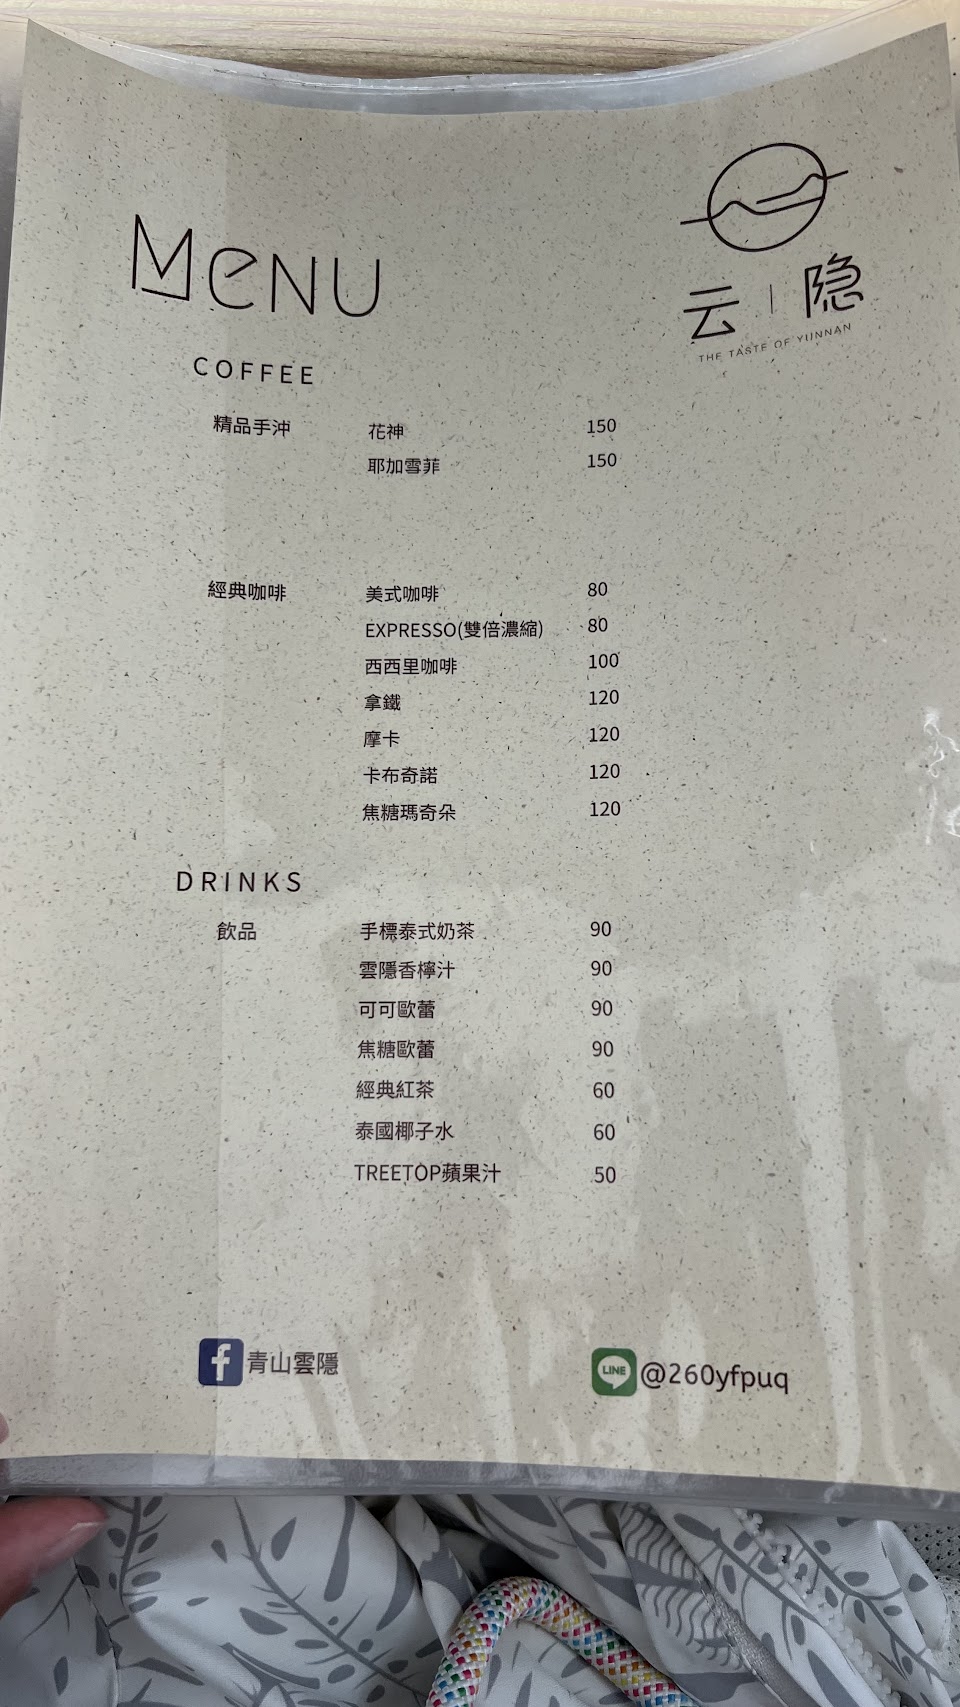 Menu
云 | 隐
THE TASTE OF YUNNAN
COFFEE
精品手沖 花神 150
耶加雪菲 150
經典咖啡 美式咖啡 80
EXPRESSO(雙倍濃縮) 80
西西里咖啡 100
拿鐵 120
摩卡 120
卡布奇諾 120
焦糖瑪奇朵 120
DRINKS
飲品 手標泰式奶茶 90
雲隱香檸汁 90
可可歐蕾 90
焦糖歐蕾 90
經典紅茶 60
泰國椰子水 60
TREETOP蘋果汁 50
f 青山雲隱
LINE @260yfpuq